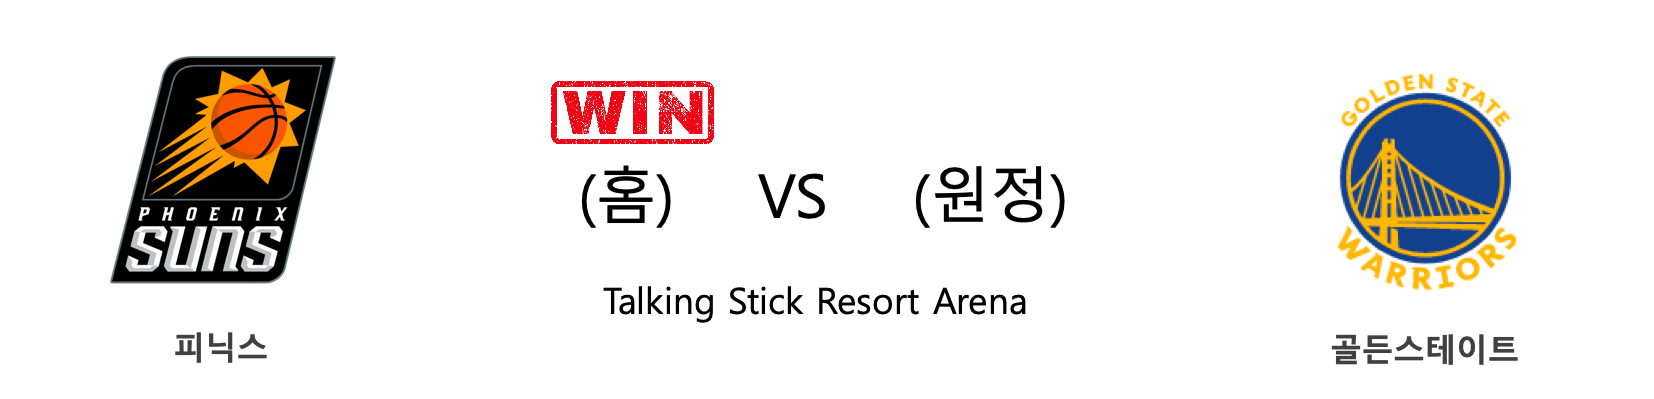 PHOENIX
SUNS
피닉스
WIN
(홈) VS (원정)
Talking Stick Resort Arena
GOLDEN STATE
WARRIORS
골든스테이트